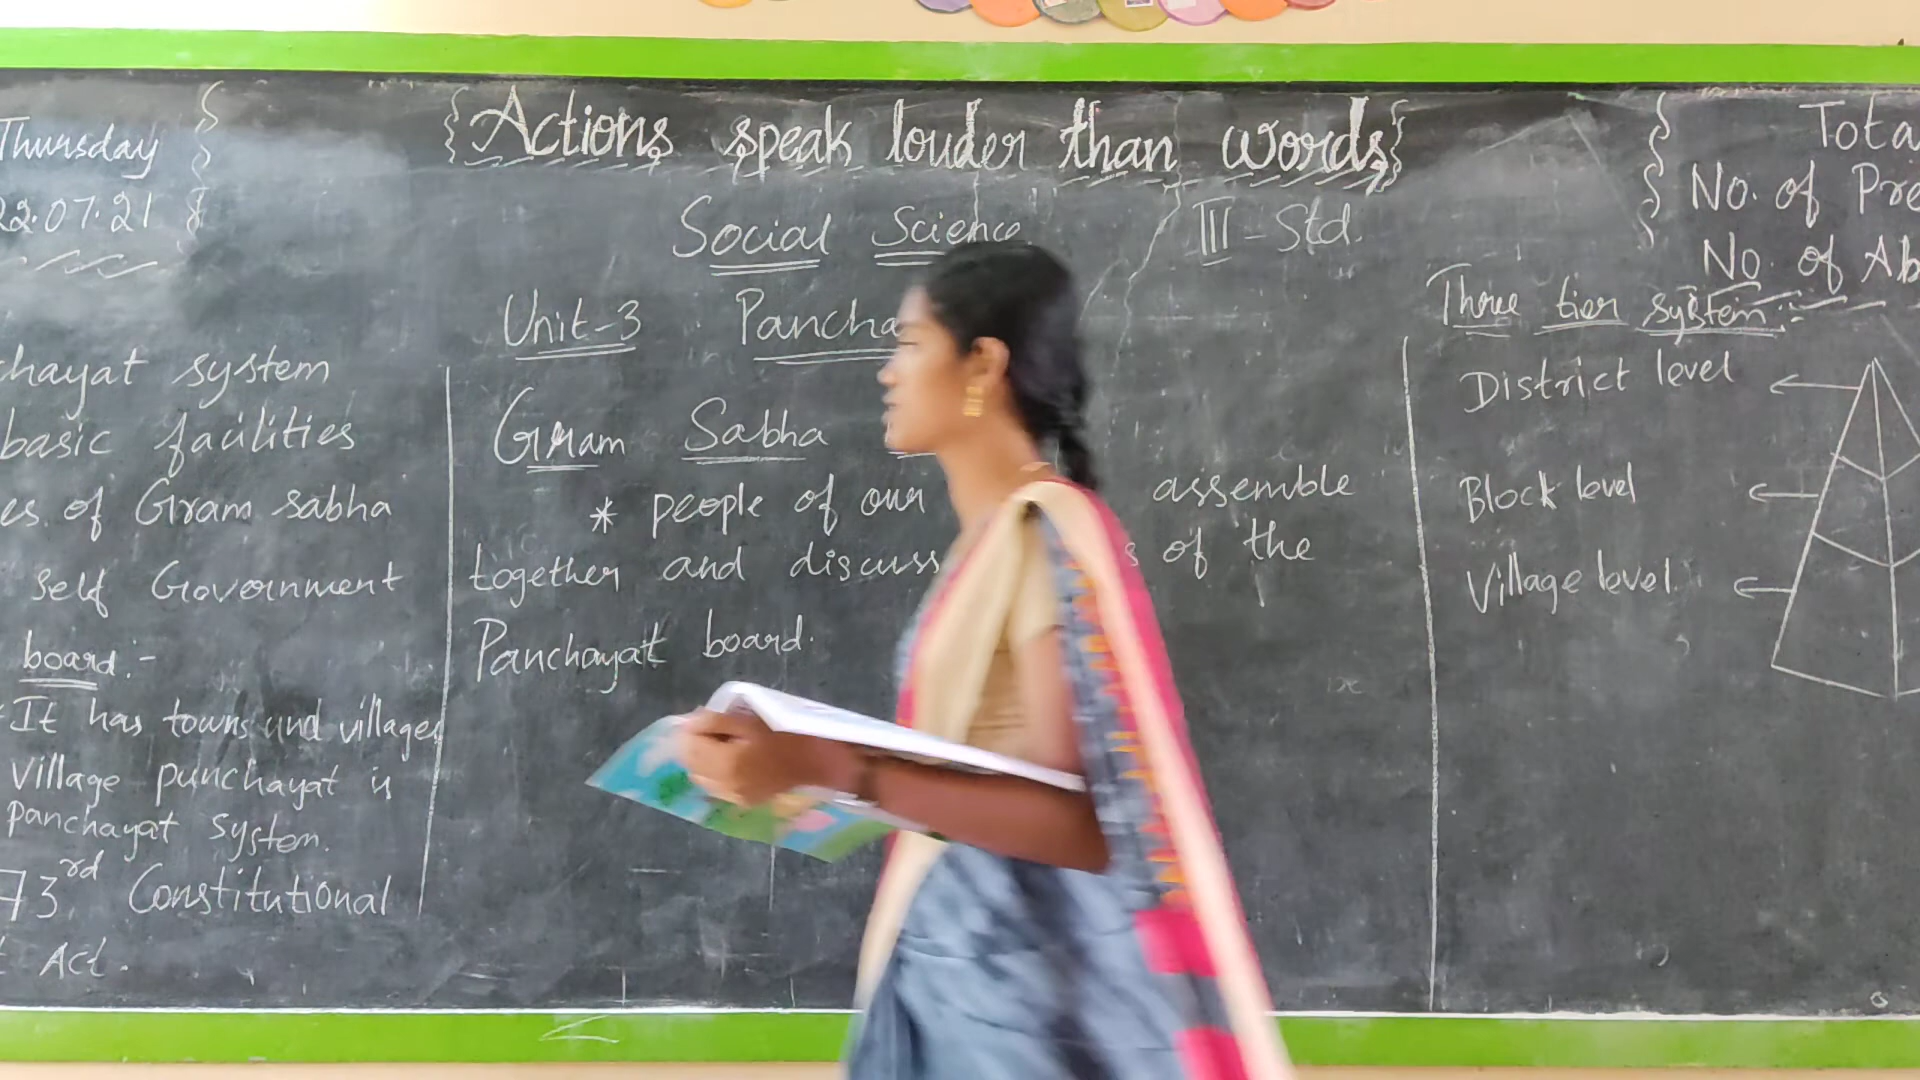 Thursday
22.07.21
Actions speak louder than words
Social Science III - Std.
Unit-3
chayat system
basic facilities
es of Gram sabha
self Government
board:-
It has towns and villages
Village punchayat is
panchayat system.
73rd Constitutional
Act.
Gram Sabha
* people of our assemble
together and discuss s of the
Panchayat board.
Tota
No. of Pre
No. of Ab
Three tier system:-
District level
Block level
Village level.